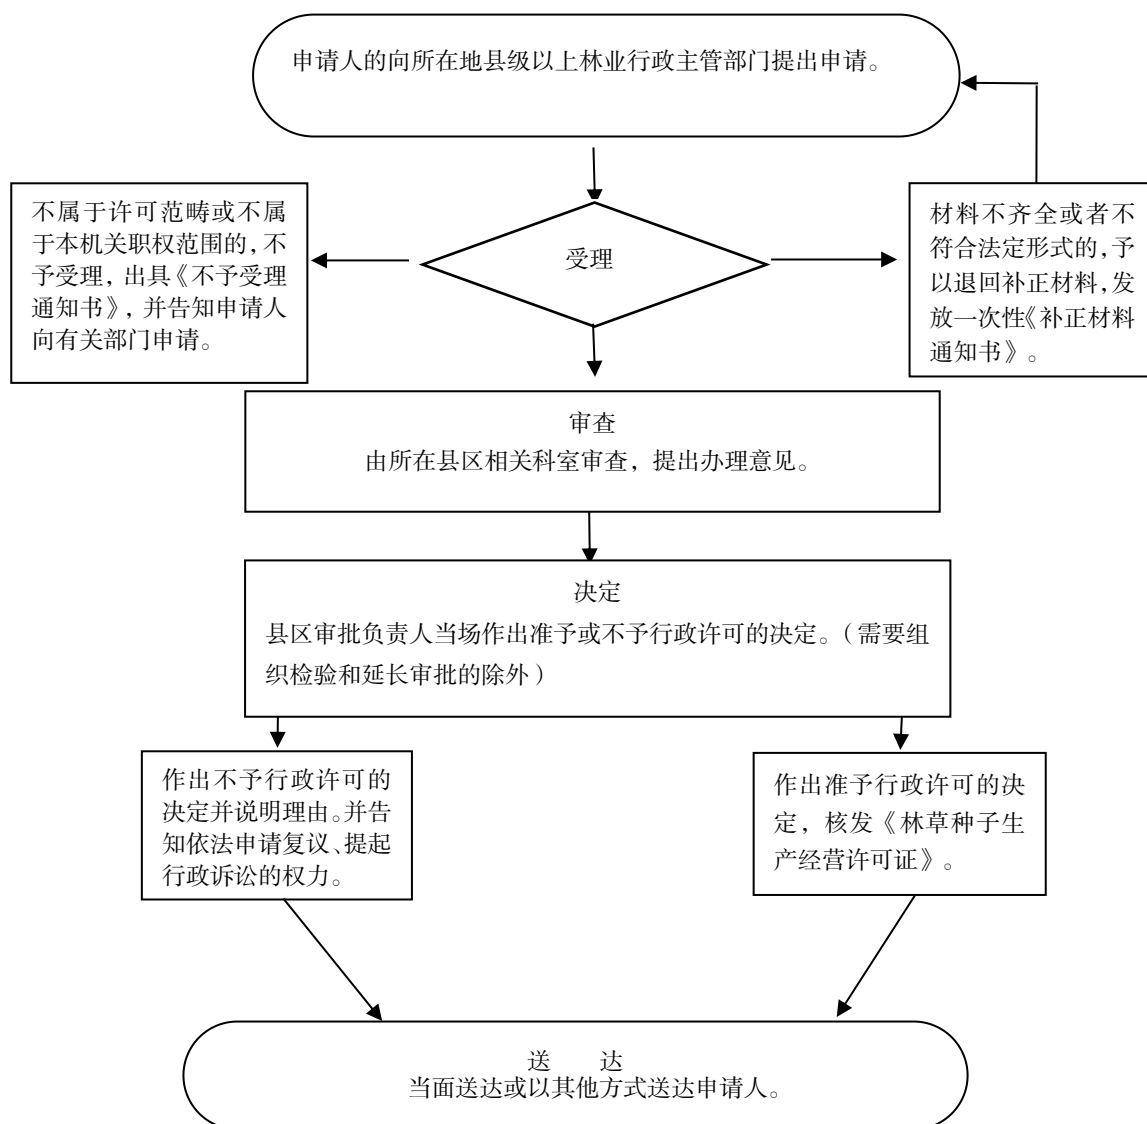 申请人的向所在地县级以上林业行政主管部门提出申请。
不属于许可范畴或不属
于本机关职权范围的，不
予受理，出具《不予受理
通知书》，并告知申请人
向有关部门申请。
受理
材料不齐全或者不
符合法定形式的，予
以退回补正材料，发
放一次性《补正材料
通知书》。
审查
由所在县区相关科室审查，提出办理意见。
决定
县区审批负责人当场作出准予或不予行政许可的决定。（需要组
织检验和延长审批的除外）
作出不予行政许可的
决定并说明理由。并告
知依法申请复议、提起
行政诉讼的权力。
作出准予行政许可的决
定，核发《林草种子生
产经营许可证》。
送　　达
当面送达或以其他方式送达申请人。